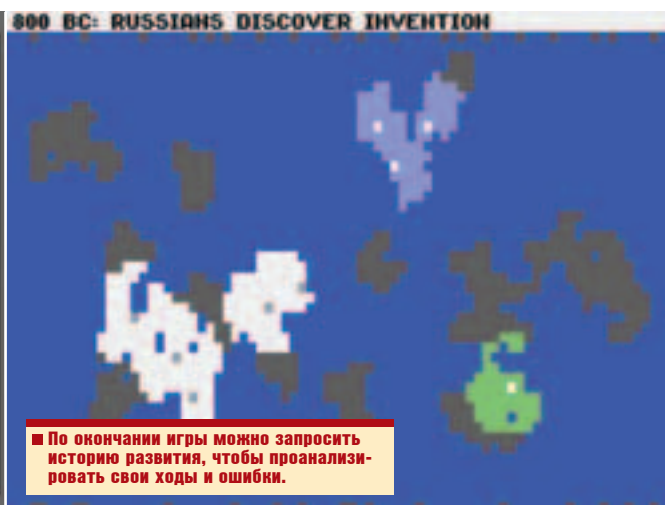 800 BC: RUSSIANS DISCOVER INVENTION
По окончании игры можно запросить
историю развития, чтобы проанализи-
ровать свои ходы и ошибки.